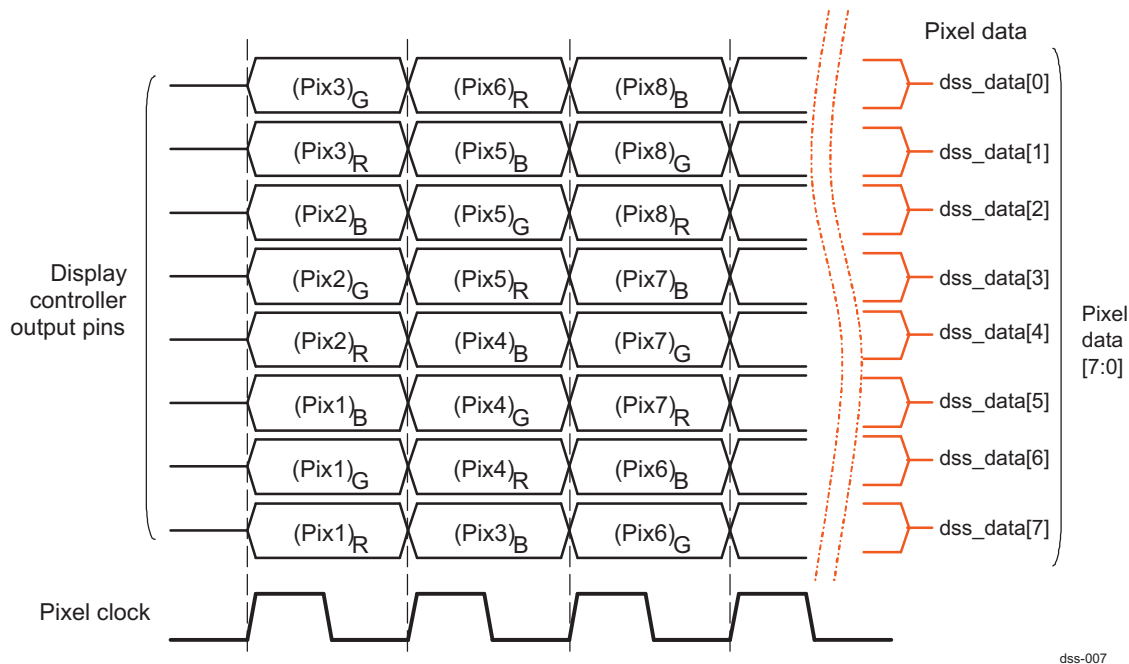 Pixel data
(Pix3)G (Pix6)R (Pix8)B dss_data[0]
(Pix3)R (Pix5)B (Pix8)G dss_data[1]
(Pix2)B (Pix5)G (Pix8)R dss_data[2]
(Pix2)G (Pix5)R (Pix7)B dss_data[3]
Display
controller
output pins
(Pix2)R (Pix4)B (Pix7)G dss_data[4]
Pixel
data
[7:0]
(Pix1)B (Pix4)G (Pix7)R dss_data[5]
(Pix1)G (Pix4)R (Pix6)B dss_data[6]
(Pix1)R (Pix3)B (Pix6)G dss_data[7]
Pixel clock
dss-007